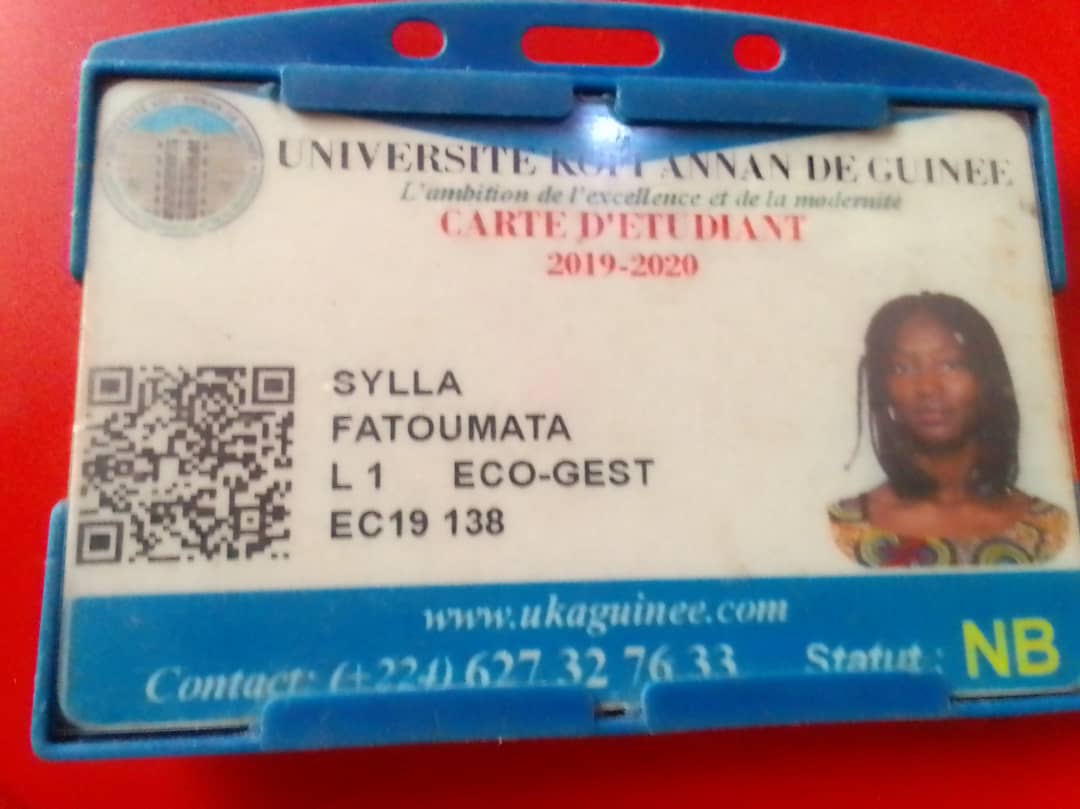 UNIVERSITE KOFI ANNAN DE GUINEE
L'ambition de l'excellence et de la modernité
CARTE D'ETUDIANT
2019-2020
SYLLA
FATOUMATA
L 1 ECO-GEST
EC19 138
www.ukaguinee.com
Contact: (+224) 627 32 76 33 Statut : NB